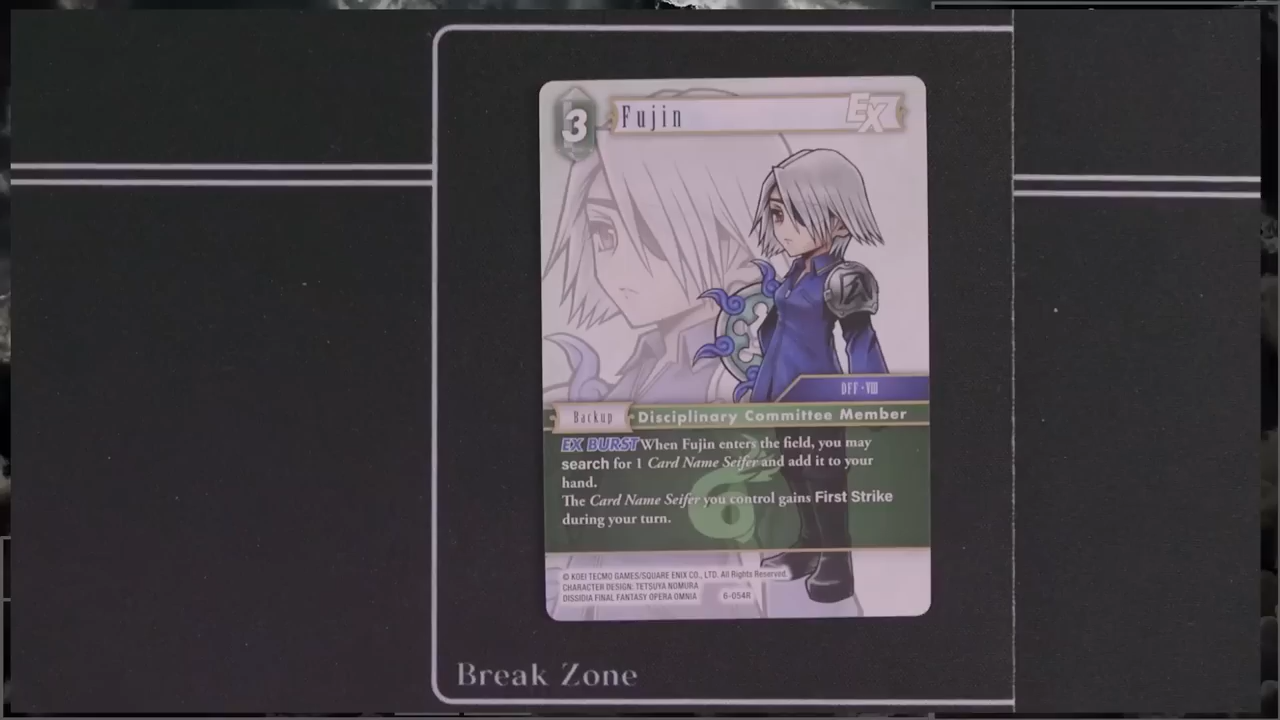 3
Fujin
EX
DFF·VIII
Backup
Disciplinary Committee Member
EX BURST When Fujin enters the field, you may
search for 1 Card Name Seifer and add it to your
hand.
The Card Name Seifer you control gains First Strike
during your turn.
© KOEI TECMO GAMES/SQUARE ENIX CO., LTD. All Rights Reserved.
CHARACTER DESIGN: TETSUYA NOMURA
DISSIDIA FINAL FANTASY OPERA OMNIA
6-054R
Break Zone